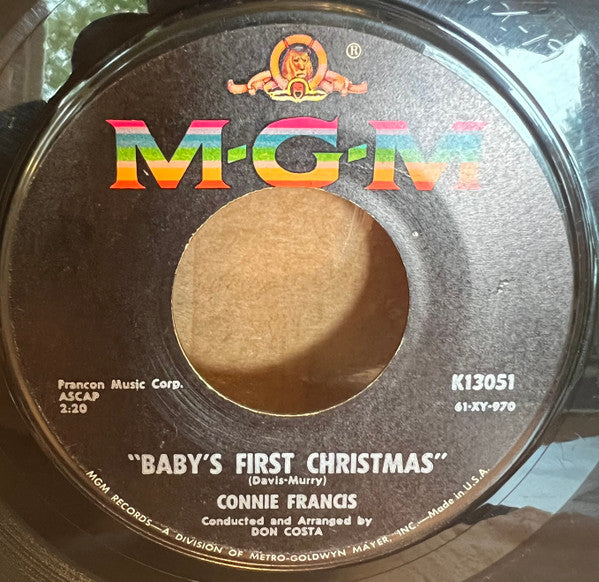 ®
M-G-M
Francon Music Corp.
ASCAP
2:20
K13051
61-XY-970
"BABY'S FIRST CHRISTMAS"
(Davis-Murry)
CONNIE FRANCIS
Conducted and Arranged by
DON COSTA
MGM RECORDS—A DIVISION OF METRO-GOLDWYN MAYER, INC.—Made in U.S.A.